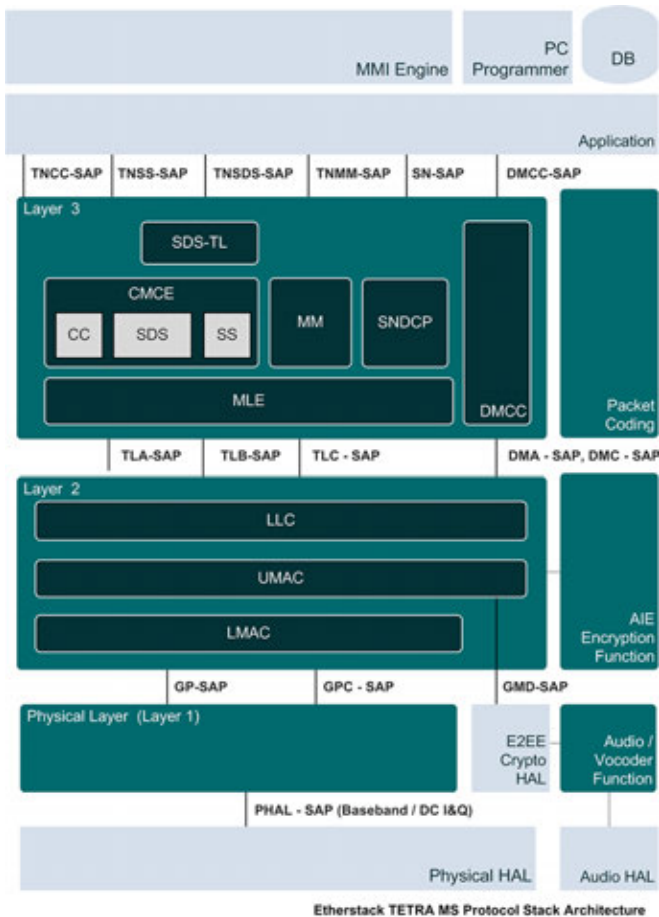 MMI Engine
PC
Programmer
DB
Application
TNCC-SAP TNSS-SAP TNSDS-SAP TNMM-SAP SN-SAP DMCC-SAP
Layer 3
SDS-TL
CMCE
CC SDS SS
MM
SNDCP
MLE
DMCC
Packet
Coding
TLA-SAP TLB-SAP TLC - SAP DMA - SAP, DMC - SAP
Layer 2
LLC
UMAC
LMAC
AIE
Encryption
Function
GP-SAP GPC - SAP GMD-SAP
Physical Layer (Layer 1)
E2EE
Crypto
HAL
Audio /
Vocoder
Function
PHAL - SAP (Baseband / DC I&Q)
Physical HAL
Audio HAL
Etherstack TETRA MS Protocol Stack Architecture